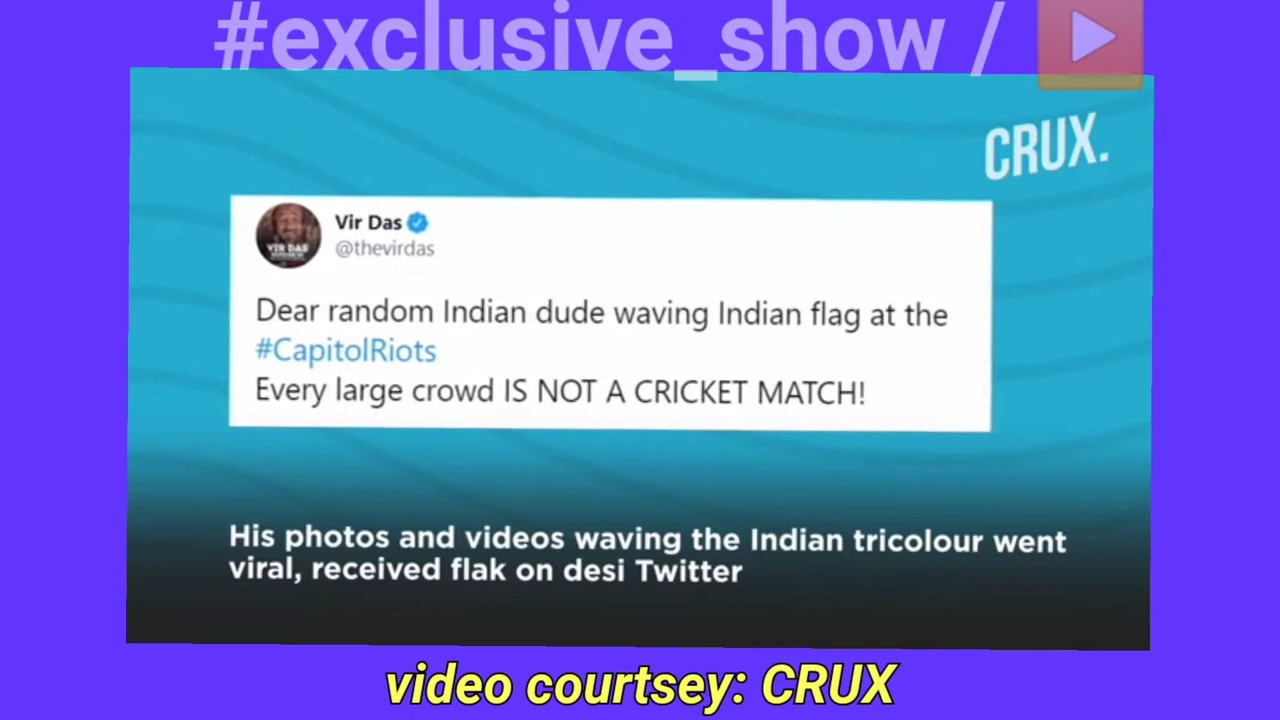 #exclusive_show /
CRUX.
Vir Das
@thevirdas
VIR DAS
Dear random Indian dude waving Indian flag at the
#CapitolRiots
Every large crowd IS NOT A CRICKET MATCH!
His photos and videos waving the Indian tricolour went
viral, received flak on desi Twitter
video courtsey: CRUX